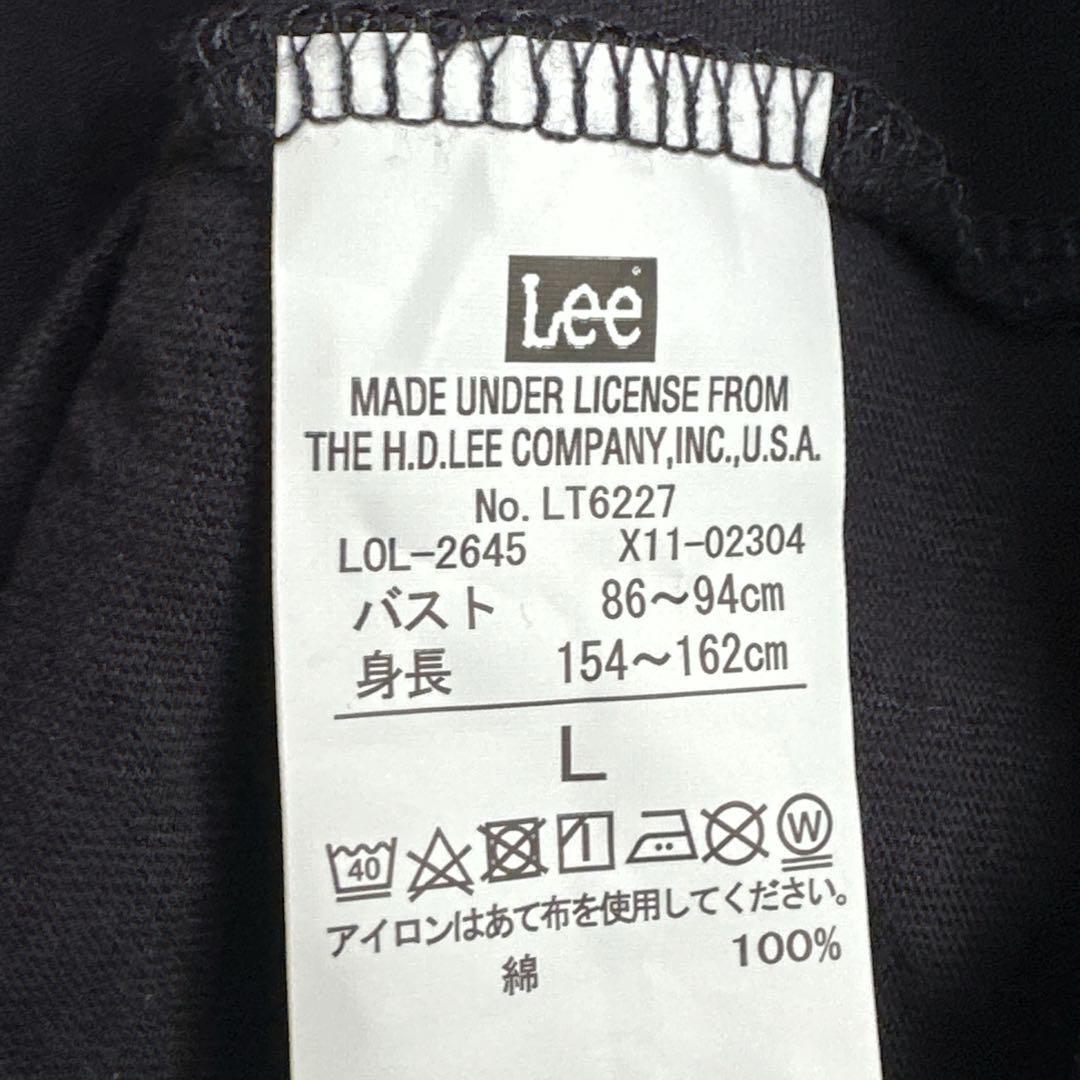 Lee®
MADE UNDER LICENSE FROM
THE H.D.LEE COMPANY,INC.,U.S.A.
No. LT6227
LOL-2645 X11-02304
バスト 86～94cm
身長 154～162cm
L
40 W
アイロンはあて布を使用してください。
綿 100%